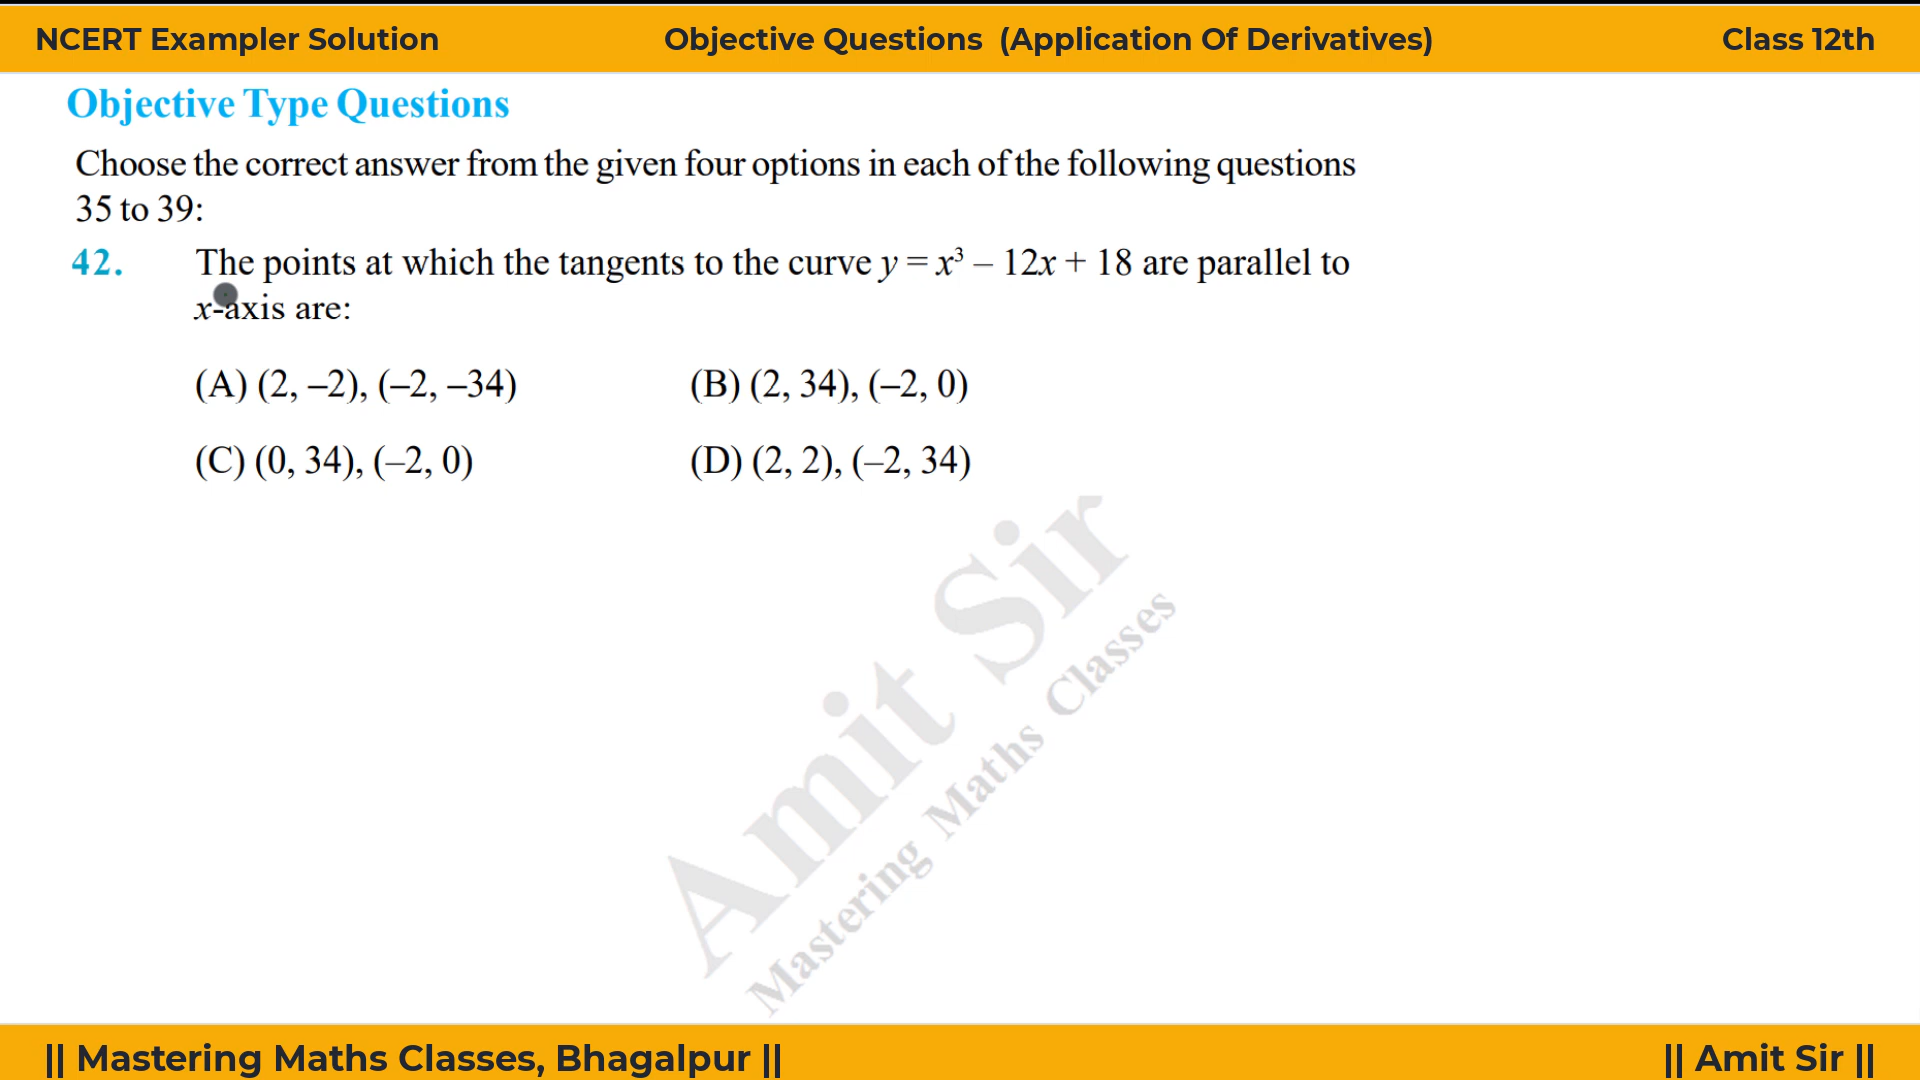 NCERT Exampler Solution Objective Questions (Application Of Derivatives) Class 12th
Objective Type Questions
Choose the correct answer from the given four options in each of the following questions
35 to 39:
42. The points at which the tangents to the curve y = x³ – 12x + 18 are parallel to
x-axis are:
(A) (2, –2), (–2, –34) (B) (2, 34), (–2, 0)
(C) (0, 34), (–2, 0) (D) (2, 2), (–2, 34)
Amit Sir
Mastering Maths Classes
|| Mastering Maths Classes, Bhagalpur || || Amit Sir ||